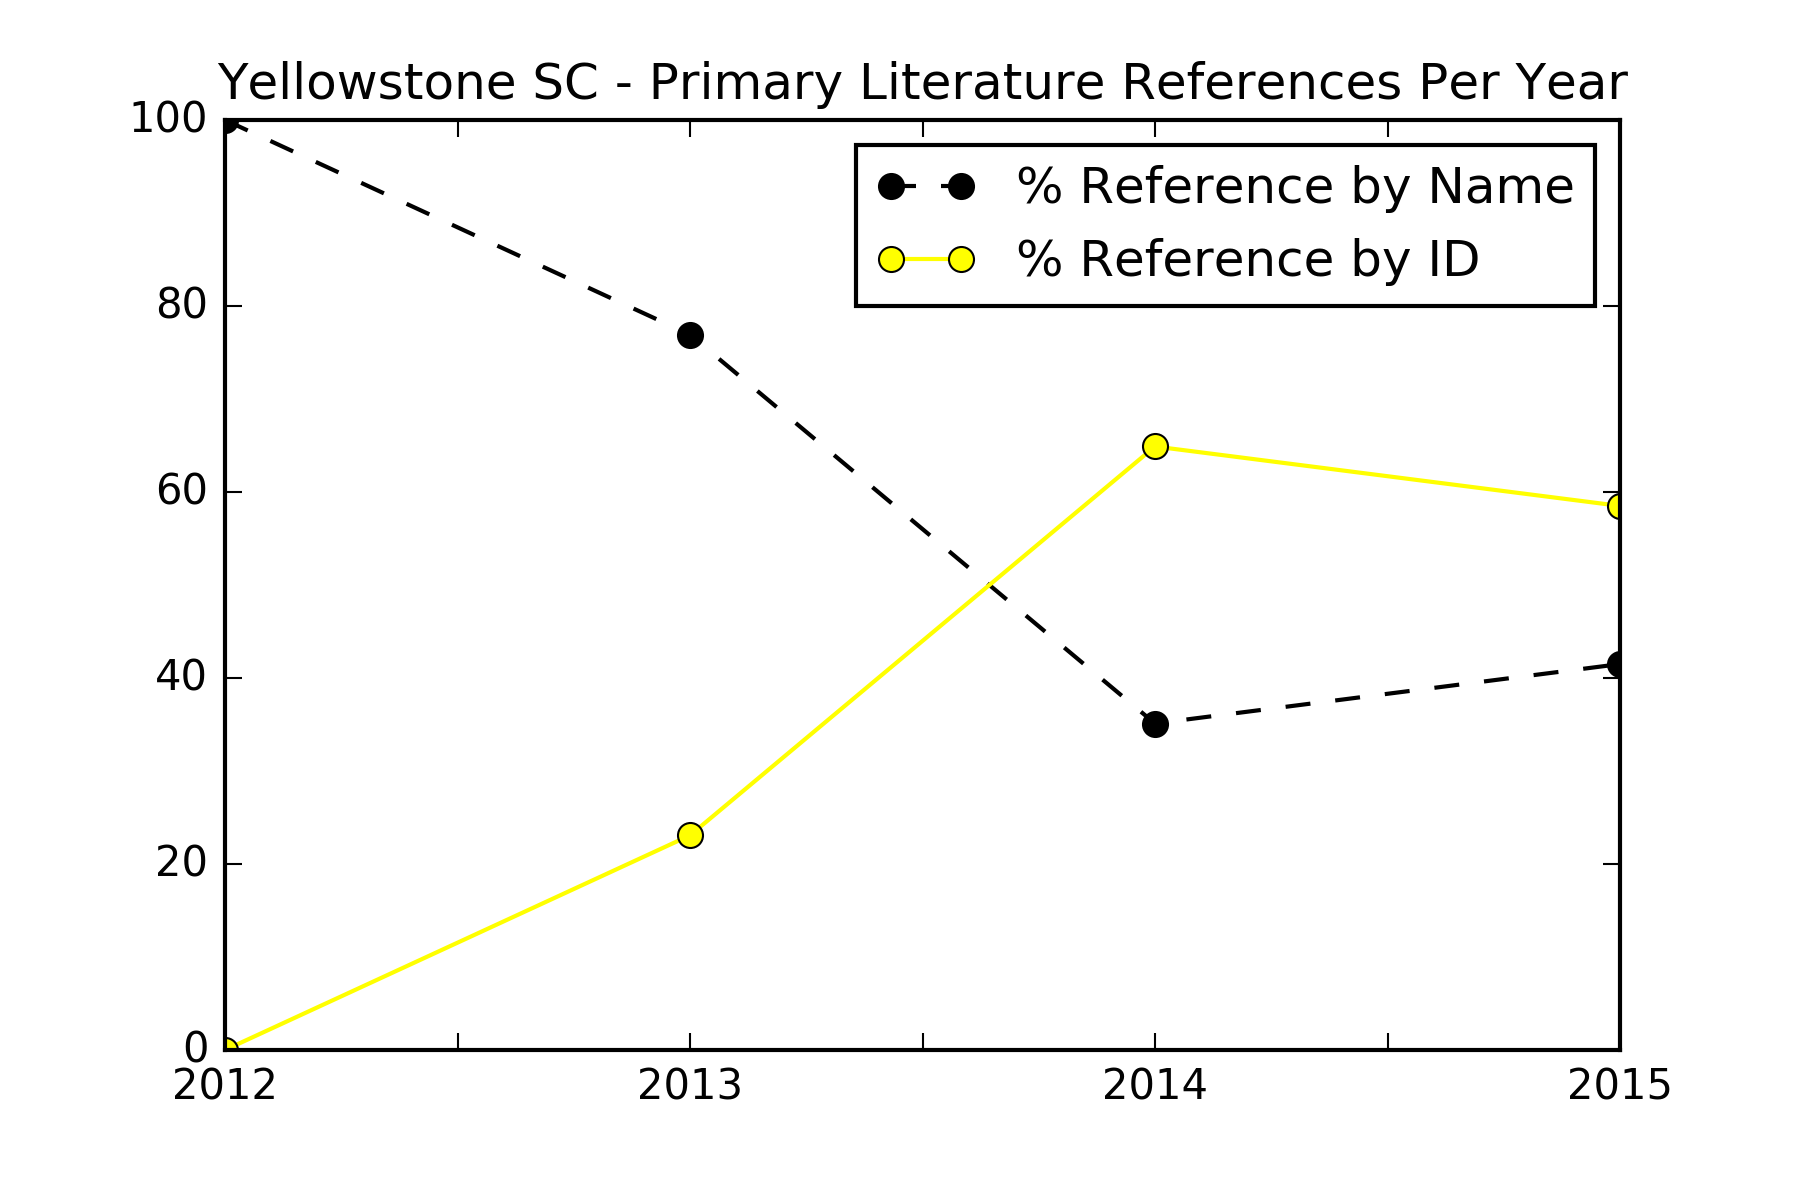 Yellowstone SC - Primary Literature References Per Year
100
80
60
40
20
0
% Reference by Name
% Reference by ID
2012 2013 2014 2015